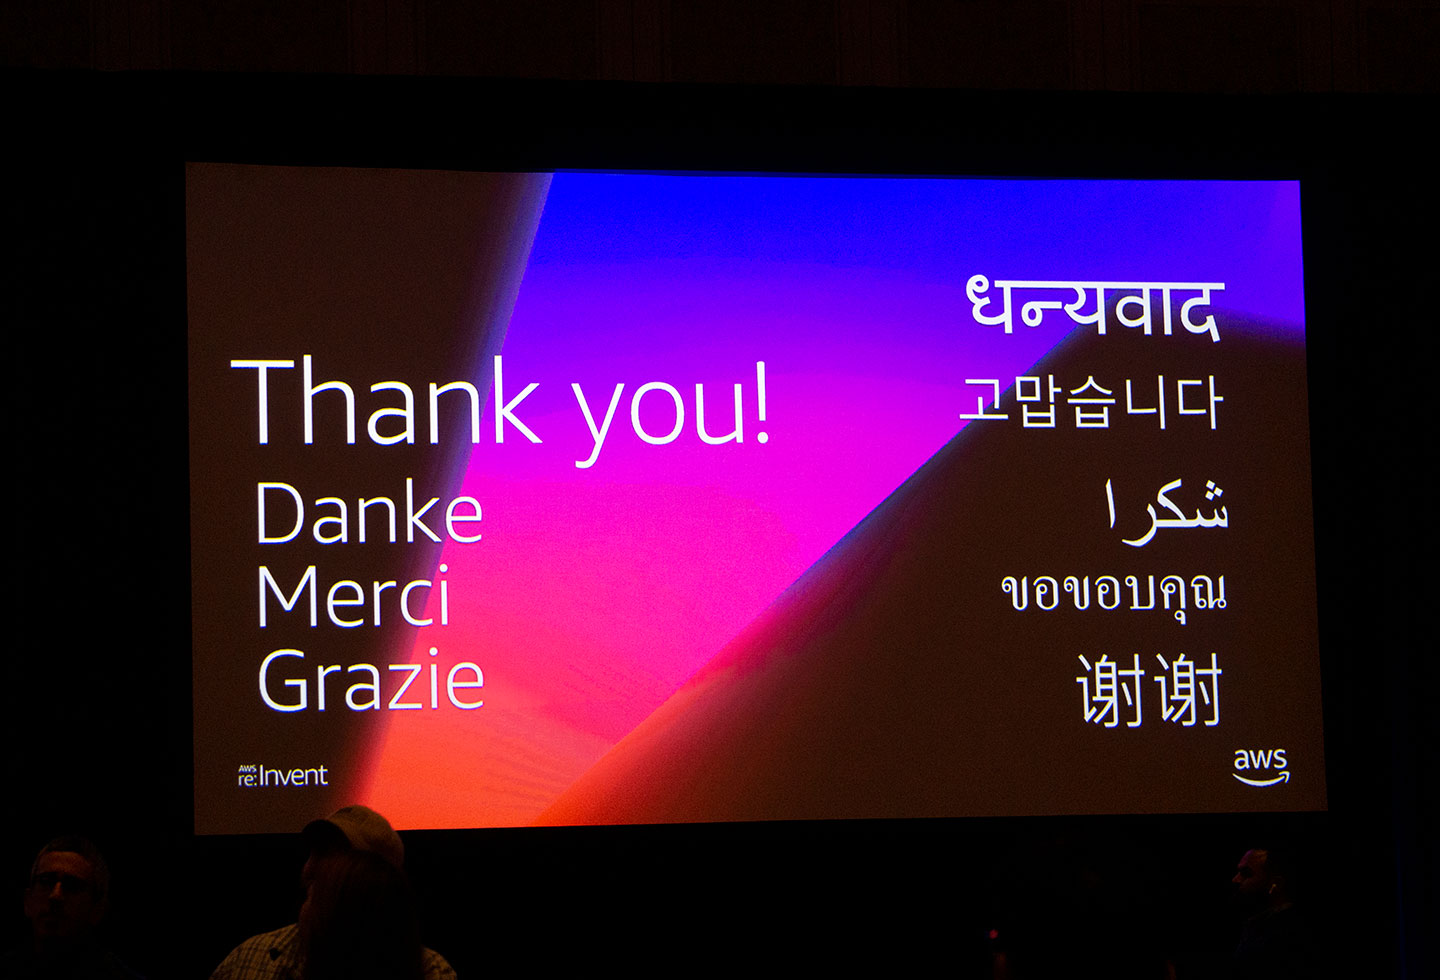 Thank you!
Danke
Merci
Grazie
धन्यवाद
고맙습니다
شكرا
ขอขอบคุณ
谢谢
AWS
re:Invent
aws